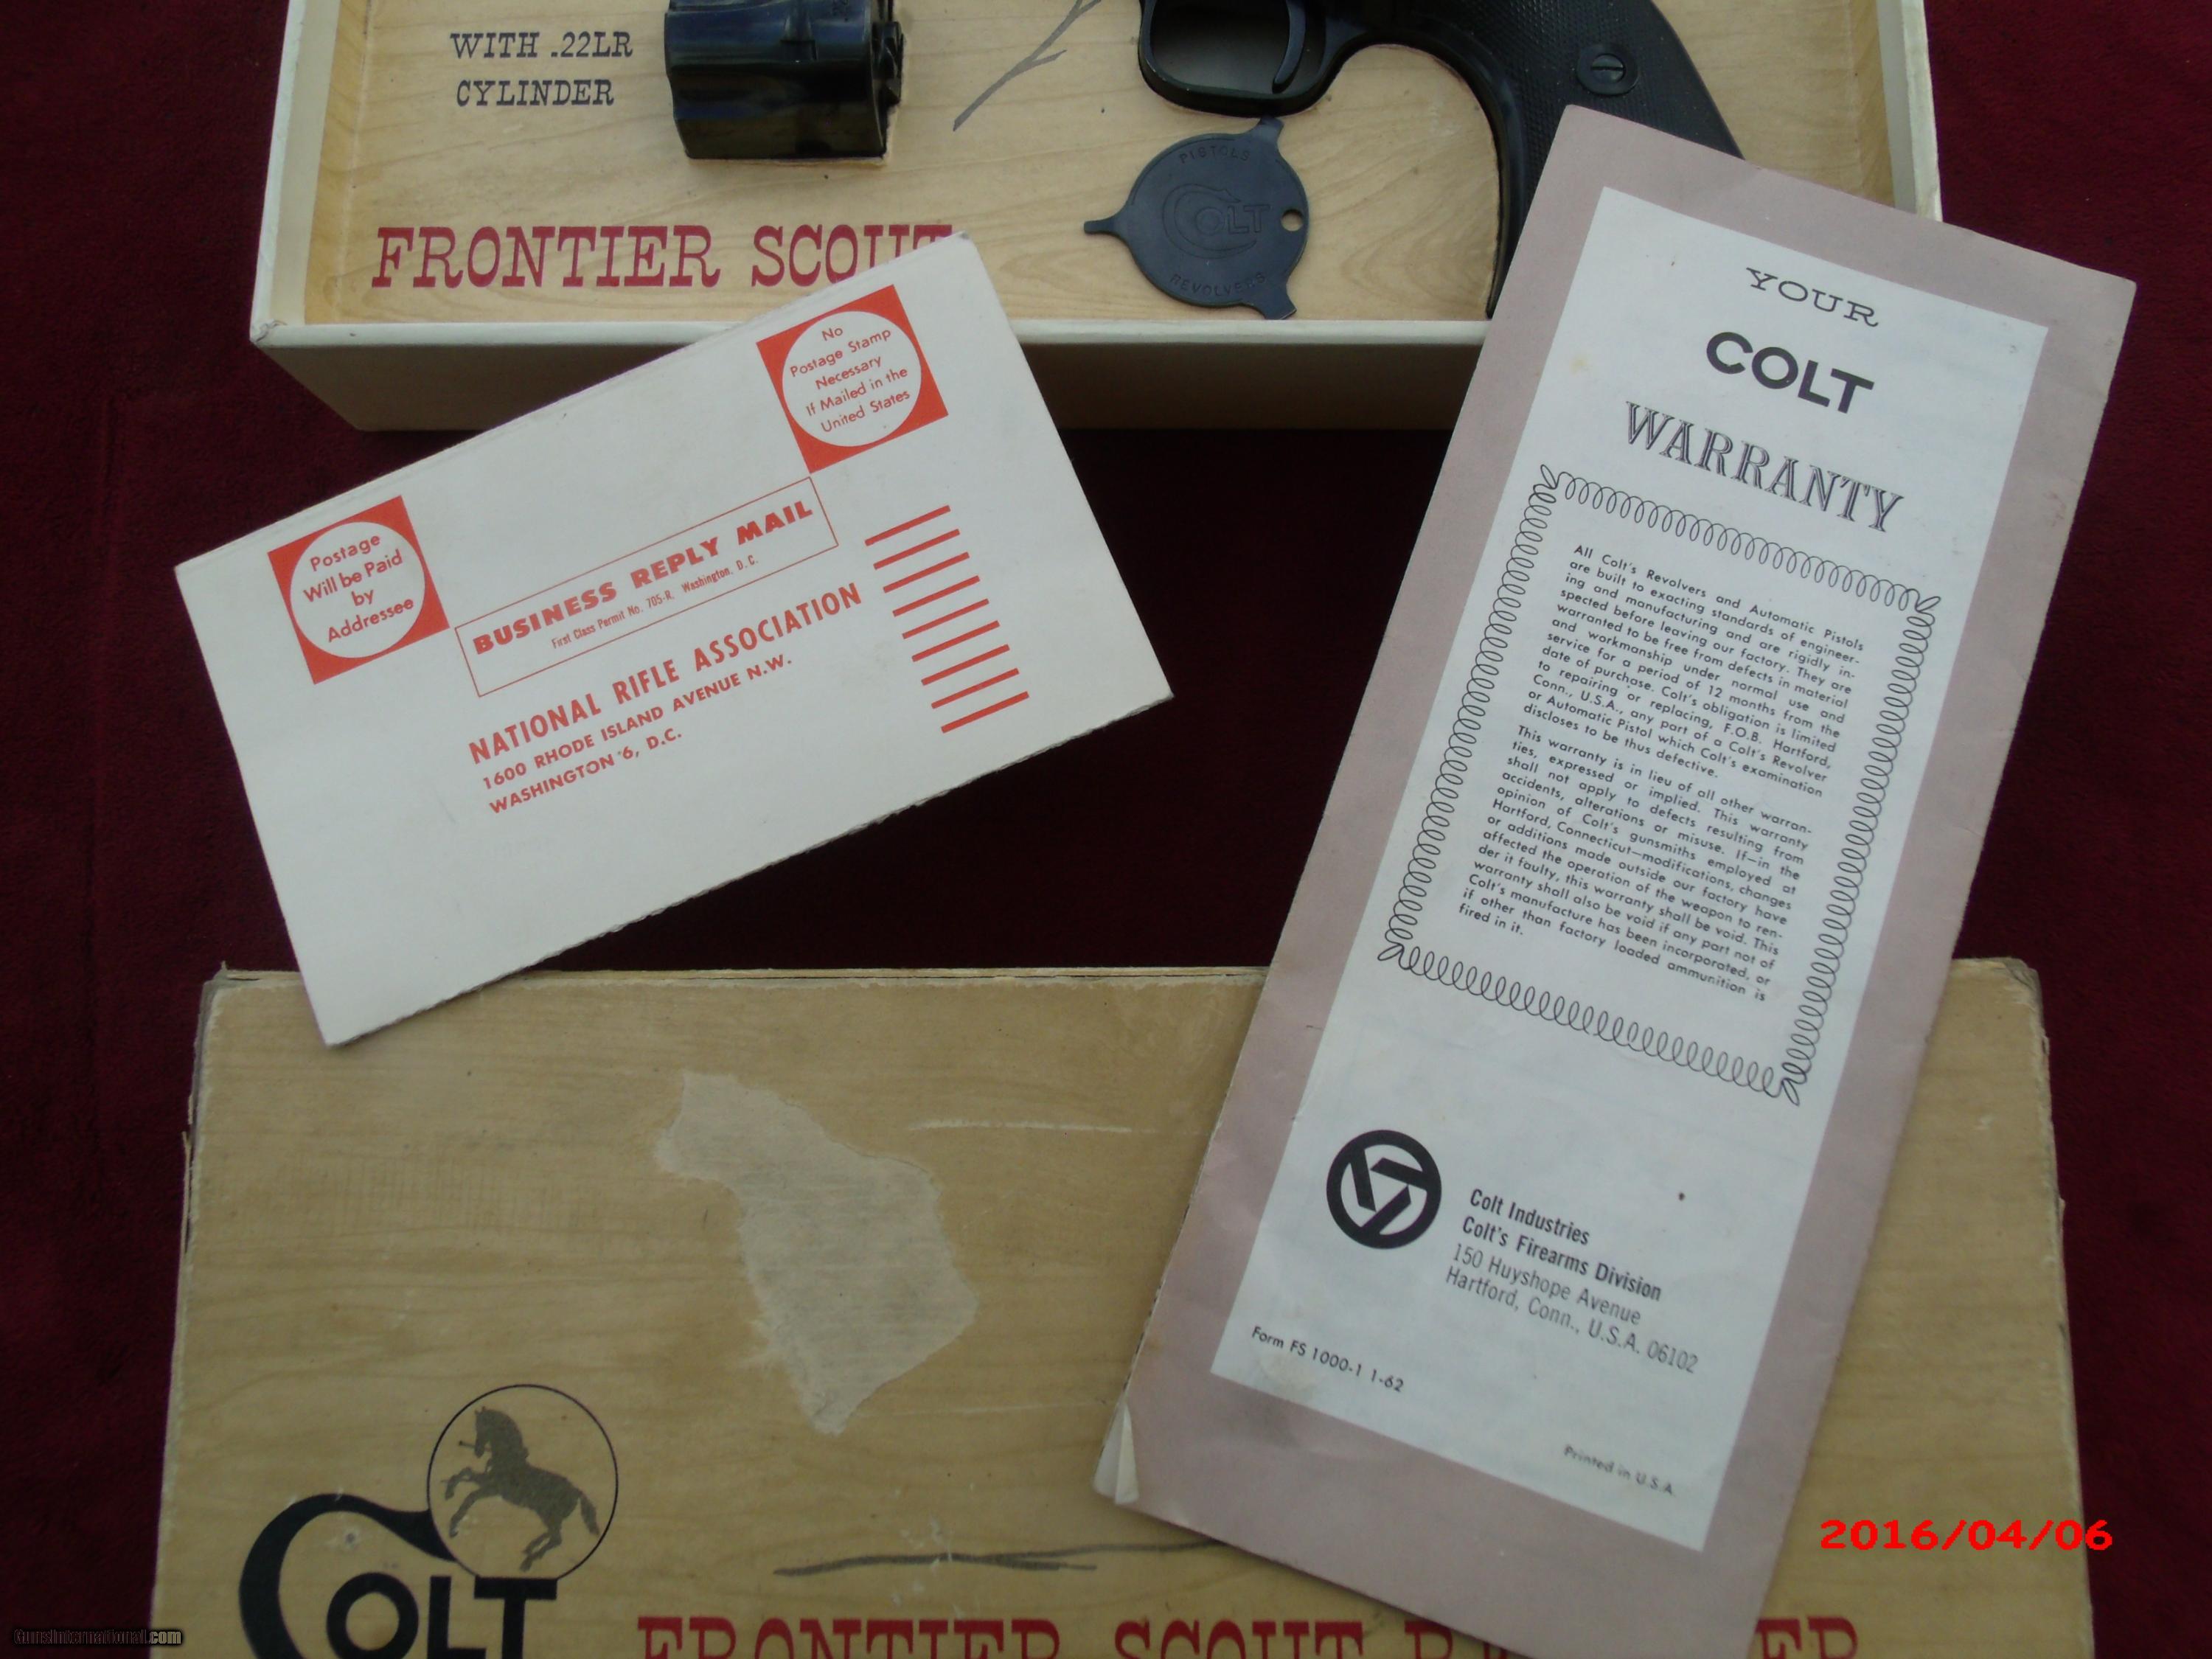 WITH .22LR
CYLINDER
FRONTIER SCOUT
PISTOLS
COLT
REVOLVERS
No
Postage Stamp
Necessary
If Mailed in the
United States
Postage
Will be Paid
by
Addressee
BUSINESS REPLY MAIL
First Class Permit No. 705-R, Washington, D. C.
NATIONAL RIFLE ASSOCIATION
1600 RHODE ISLAND AVENUE N.W.
WASHINGTON 6, D.C.
YOUR
COLT
WARRANTY
All Colt's Revolvers and Automatic Pistols
are built to exacting standards of engineer-
ing and manufacturing and are rigidly in-
spected before leaving our factory. They are
warranted to be free from defects in material
and workmanship under normal use and
service for a period of 12 months from the
date of purchase. Colt's obligation is limited
to repairing or replacing, F.O.B. Hartford,
Conn., U.S.A., any part of a Colt's Revolver
or Automatic Pistol which Colt's examination
discloses to be thus defective.
This warranty is in lieu of all other warran-
ties, expressed or implied. This warranty
shall not apply to defects resulting from
accidents, alterations or misuse. If—in the
opinion of Colt's gunsmiths employed at
Hartford, Connecticut—modifications, changes
or additions made outside our factory have
affected the operation of the weapon to ren-
der it faulty, this warranty shall be void. This
warranty shall also be void if any part not of
Colt's manufacture has been incorporated, or
if other than factory loaded ammunition is
fired in it.
Colt Industries
Colt's Firearms Division
150 Huyshope Avenue
Hartford, Conn., U.S.A. 06102
Form FS 1000-1 1-62
Printed in U.S.A.
COLT
FRONTIER SCOUT
2016/04/06
GunsInternational.com